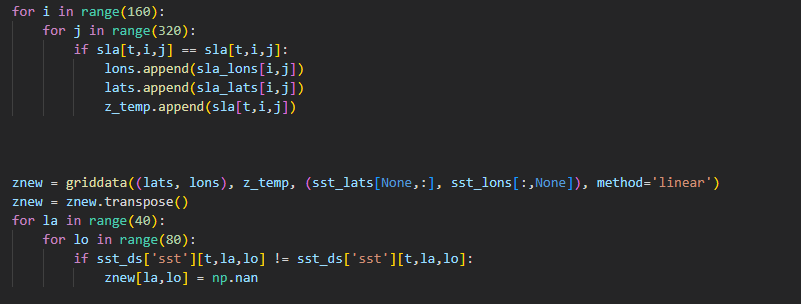 for i in range(160):
    for j in range(320):
        if sla[t,i,j] == sla[t,i,j]:
            lons.append(sla_lons[i,j])
            lats.append(sla_lats[i,j])
            z_temp.append(sla[t,i,j])
znew = griddata((lats, lons), z_temp, (sst_lats[None,:], sst_lons[:,None]), method='linear')
znew = znew.transpose()
for la in range(40):
    for lo in range(80):
        if sst_ds['sst'][t,la,lo] != sst_ds['sst'][t,la,lo]:
            znew[la,lo] = np.nan